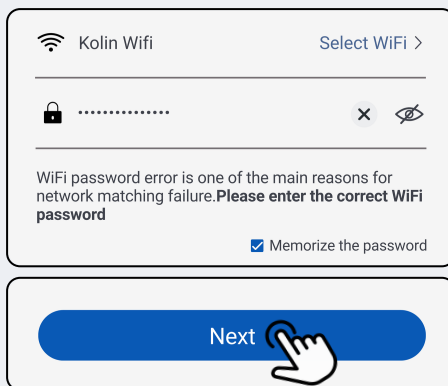 Kolin Wifi Select WiFi >
•••••••••••••••
WiFi password error is one of the main reasons for
network matching failure.Please enter the correct WiFi
password
Memorize the password
Next